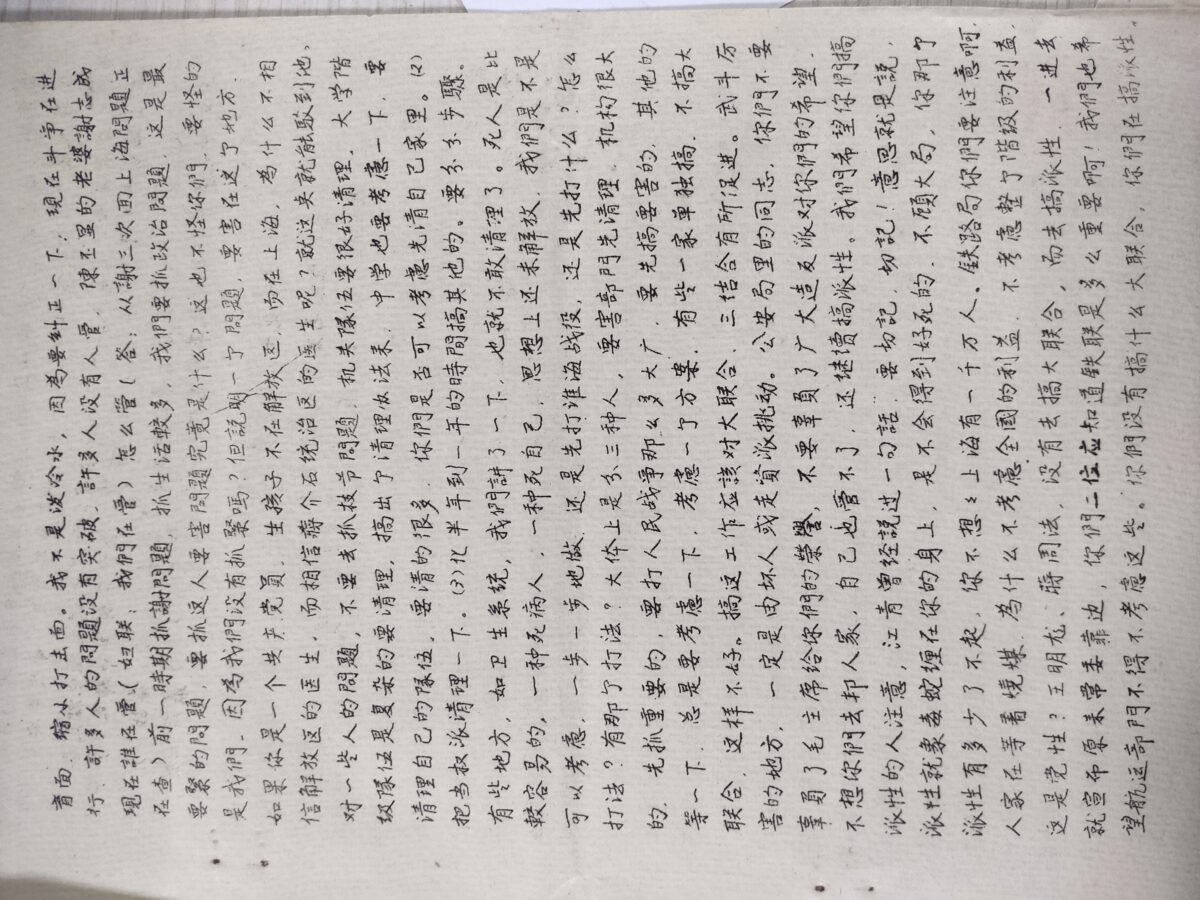 育面、缩小打击面。我不是泼冷水，因為要糾正一下，現在斗争在进
行，許多人的問題没有突破，許多人没有人管，陳丕显的老婆謝志成
現在誰在管（妇联：我們在管）怎么管（答：从謝三次面上海問題正
在查）前一時期抓謝問題，抓生活較多，我們要抓政治問題，这是最
要緊的問題，要抓这人要害問題究竟是什么？这也不怪你們，要怪的
是我們，因為我們没有抓緊嗎？但説明一个問題，要害在这个地方，
如果你是一个共产党員，生孩子不在解放区，而在上海，為什么不相
信解放区的医生，而相信蒋介石统治区的医生呢？就这夹就能駁到他，
对一些人的問題，不要去抓枝节問題，机关隊伍要很好清理，大学階
级隊伍是复杂的要清理，搞出个清理办法来，中学也要考慮一下，要
清理自己的隊伍，要清的很多，你們是否可以考慮先清自己家里。(2)
把当权派清理一下。(3)化半年到一年的時間搞其他的。要分分步驟。
有些地方，如卫生系统，我們讲了一下，也就不敢清理了。死人是比
較容易的，一种死病人，一种死自己，思想上还未解放，我們是不是
可以考慮，一步一步地做，还是先打淮海战役，还是先打什么？怎么
打法？有那个打法？大体上是分三种人，要害部門先清理，机构很大
的，先抓重要的，要打人民战争那么多大广，要先搞要害的，其他的
等一下，总是要考慮一下，考慮一个方案，有些一家单独搞，不搞大
联合，这样不好。搞这工作应該对大联合、三结合有所促进。武斗厉
害的地方，一定是由坏人或走資派挑动。公安局里的同志，你們不要
辜負了毛主席给你們的榮譽，不要辜負了广大造反派对你們的希望，
不想你們去邦人家，自己也管不了，还继续搞派性。我們希望你們搞
派性的人注意，江青曾经説过一句話，要切記，切記！意思就是説，
派性就象毒蛇缠在你的身上，是不会得到好死的，不顾大局，你那个
派性有多少了不起，你不想々上海有一千万人。鉄路局你們要注意啊，
人家在等着燒煤，為什么不考慮全國的利益，不考慮整个階级的利益，
这是党性？王明尨、蒋周法，没有去搞大联合，而去搞派性，一进去
就宣布原来常委靠边，你們二位应知道鉄联是多么重要啊！我們也希
望航运部門不得不考慮这些。你們没有搞什么大联合，你們在搞派性。